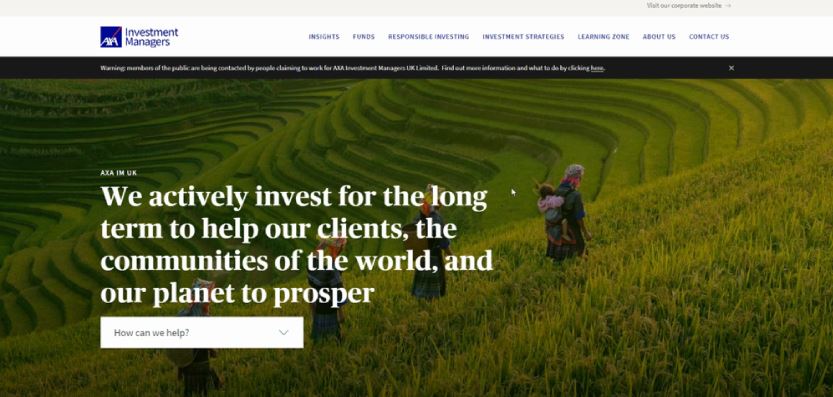 Visit our corporate website →
AXA Investment
Managers
INSIGHTS FUNDS RESPONSIBLE INVESTING INVESTMENT STRATEGIES LEARNING ZONE ABOUT US CONTACT US
Warning: members of the public are being contacted by people claiming to work for AXA Investment Managers UK Limited. Find out more information and what to do by clicking here.
AXA IM UK
We actively invest for the long
term to help our clients, the
communities of the world, and
our planet to prosper
How can we help?